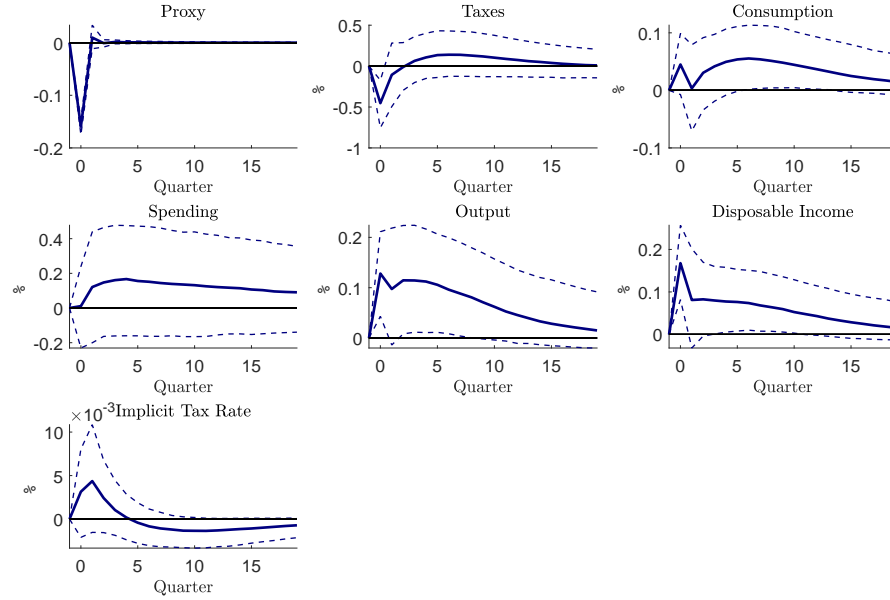 Proxy
0
-0.1
-0.2
0 5 10 15
Quarter
Taxes
%
0.5
0
-0.5
-1
0 5 10 15
Quarter
Consumption
%
0.1
0
-0.1
0 5 10 15
Quarter
Spending
%
0.4
0.2
0
-0.2
0 5 10 15
Quarter
Output
%
0.2
0.1
0
0 5 10 15
Quarter
Disposable Income
%
0.2
0.1
0
0 5 10 15
Quarter
×10⁻³ Implicit Tax Rate
%
10
5
0
0 5 10 15
Quarter